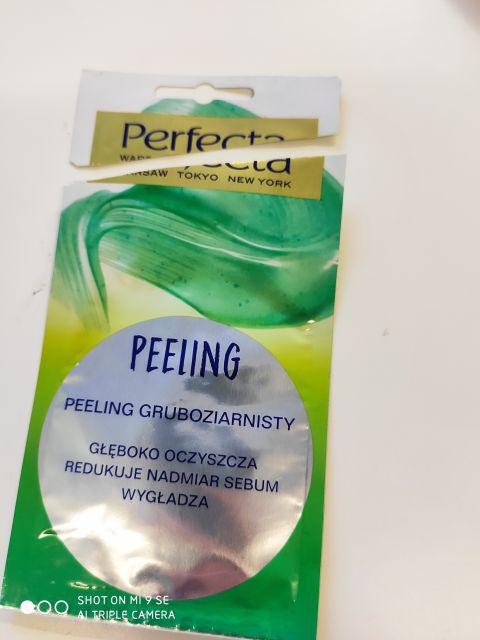 Perfecta
WARSAW TOKYO NEW YORK
PEELING
PEELING GRUBOZIARNISTY
GŁĘBOKO OCZYSZCZA
REDUKUJE NADMIAR SEBUM
WYGŁADZA
SHOT ON MI 9 SE
AI TRIPLE CAMERA